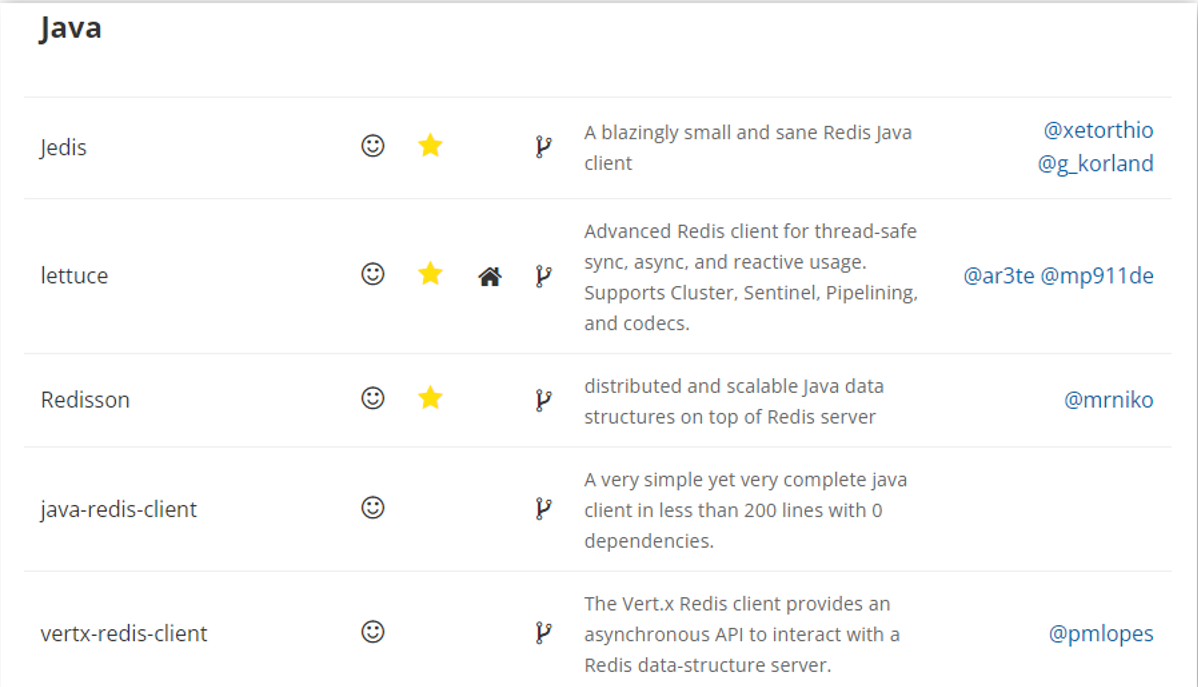 Java
Jedis
A blazingly small and sane Redis Java
client
@xetorthio
@g_korland
lettuce
Advanced Redis client for thread-safe
sync, async, and reactive usage.
Supports Cluster, Sentinel, Pipelining,
and codecs.
@ar3te @mp911de
Redisson
distributed and scalable Java data
structures on top of Redis server
@mrniko
java-redis-client
A very simple yet very complete java
client in less than 200 lines with 0
dependencies.
vertx-redis-client
The Vert.x Redis client provides an
asynchronous API to interact with a
Redis data-structure server.
@pmlopes